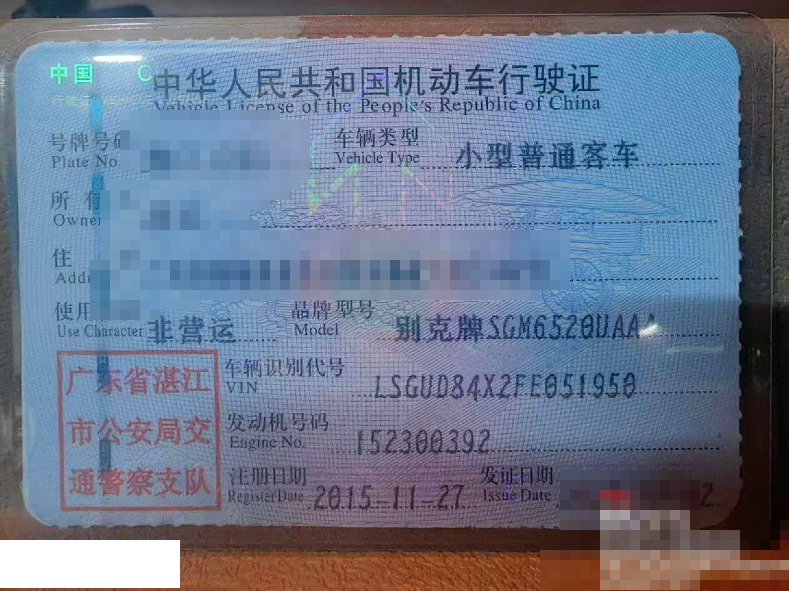 中国 C
中华人民共和国机动车行驶证
Vehicle License of the People's Republic of China
号牌号码 车辆类型 小型普通客车
Plate No. Vehicle Type
所有
Owner
住
Addr
使用 品牌型号 别克牌SGM6520UAAA
Use Character 非营运 Model
广东省湛江
市公安局交
通警察支队
车辆识别代号 LSGUD84X2FE051950
VIN
发动机号码 152300392
Engine No.
注册日期 2015-11-27 发证日期
Register Date Issue Date 2